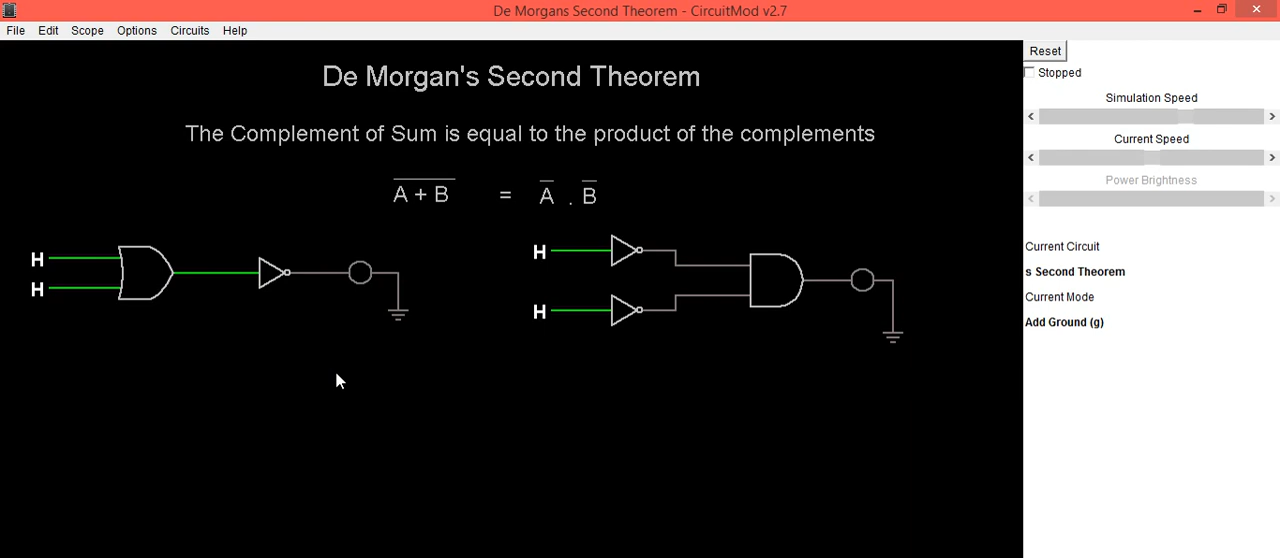 De Morgans Second Theorem - CircuitMod v2.7
File Edit Scope Options Circuits Help
Reset
Stopped
Simulation Speed
Current Speed
Power Brightness
Current Circuit
s Second Theorem
Current Mode
Add Ground (g)
De Morgan's Second Theorem
The Complement of Sum is equal to the product of the complements
A + B = A . B
H
H
H
H